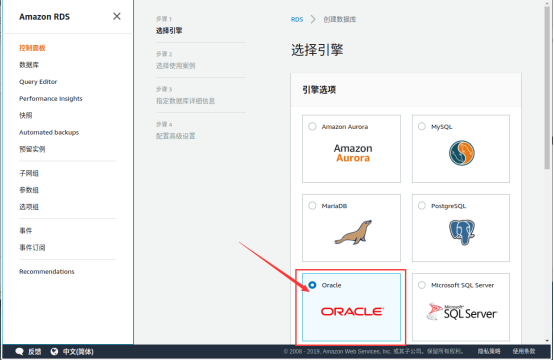 Amazon RDS
控制面板
数据库
Query Editor
Performance Insights
快照
Automated backups
预留实例
子网组
参数组
选项组
事件
事件订阅
Recommendations
步骤 1
选择引擎
步骤 2
选择使用案例
步骤 3
指定数据库详细信息
步骤 4
配置高级设置
RDS > 创建数据库
选择引擎
引擎选项
Amazon Aurora
Amazon
Aurora
MySQL
MariaDB
PostgreSQL
Oracle
ORACLE
Microsoft SQL Server
Microsoft
SQL Server
反馈 中文(简体)
© 2008 - 2019, Amazon Web Services, Inc. 或其子公司。保留所有权利。 隐私策略 使用条款